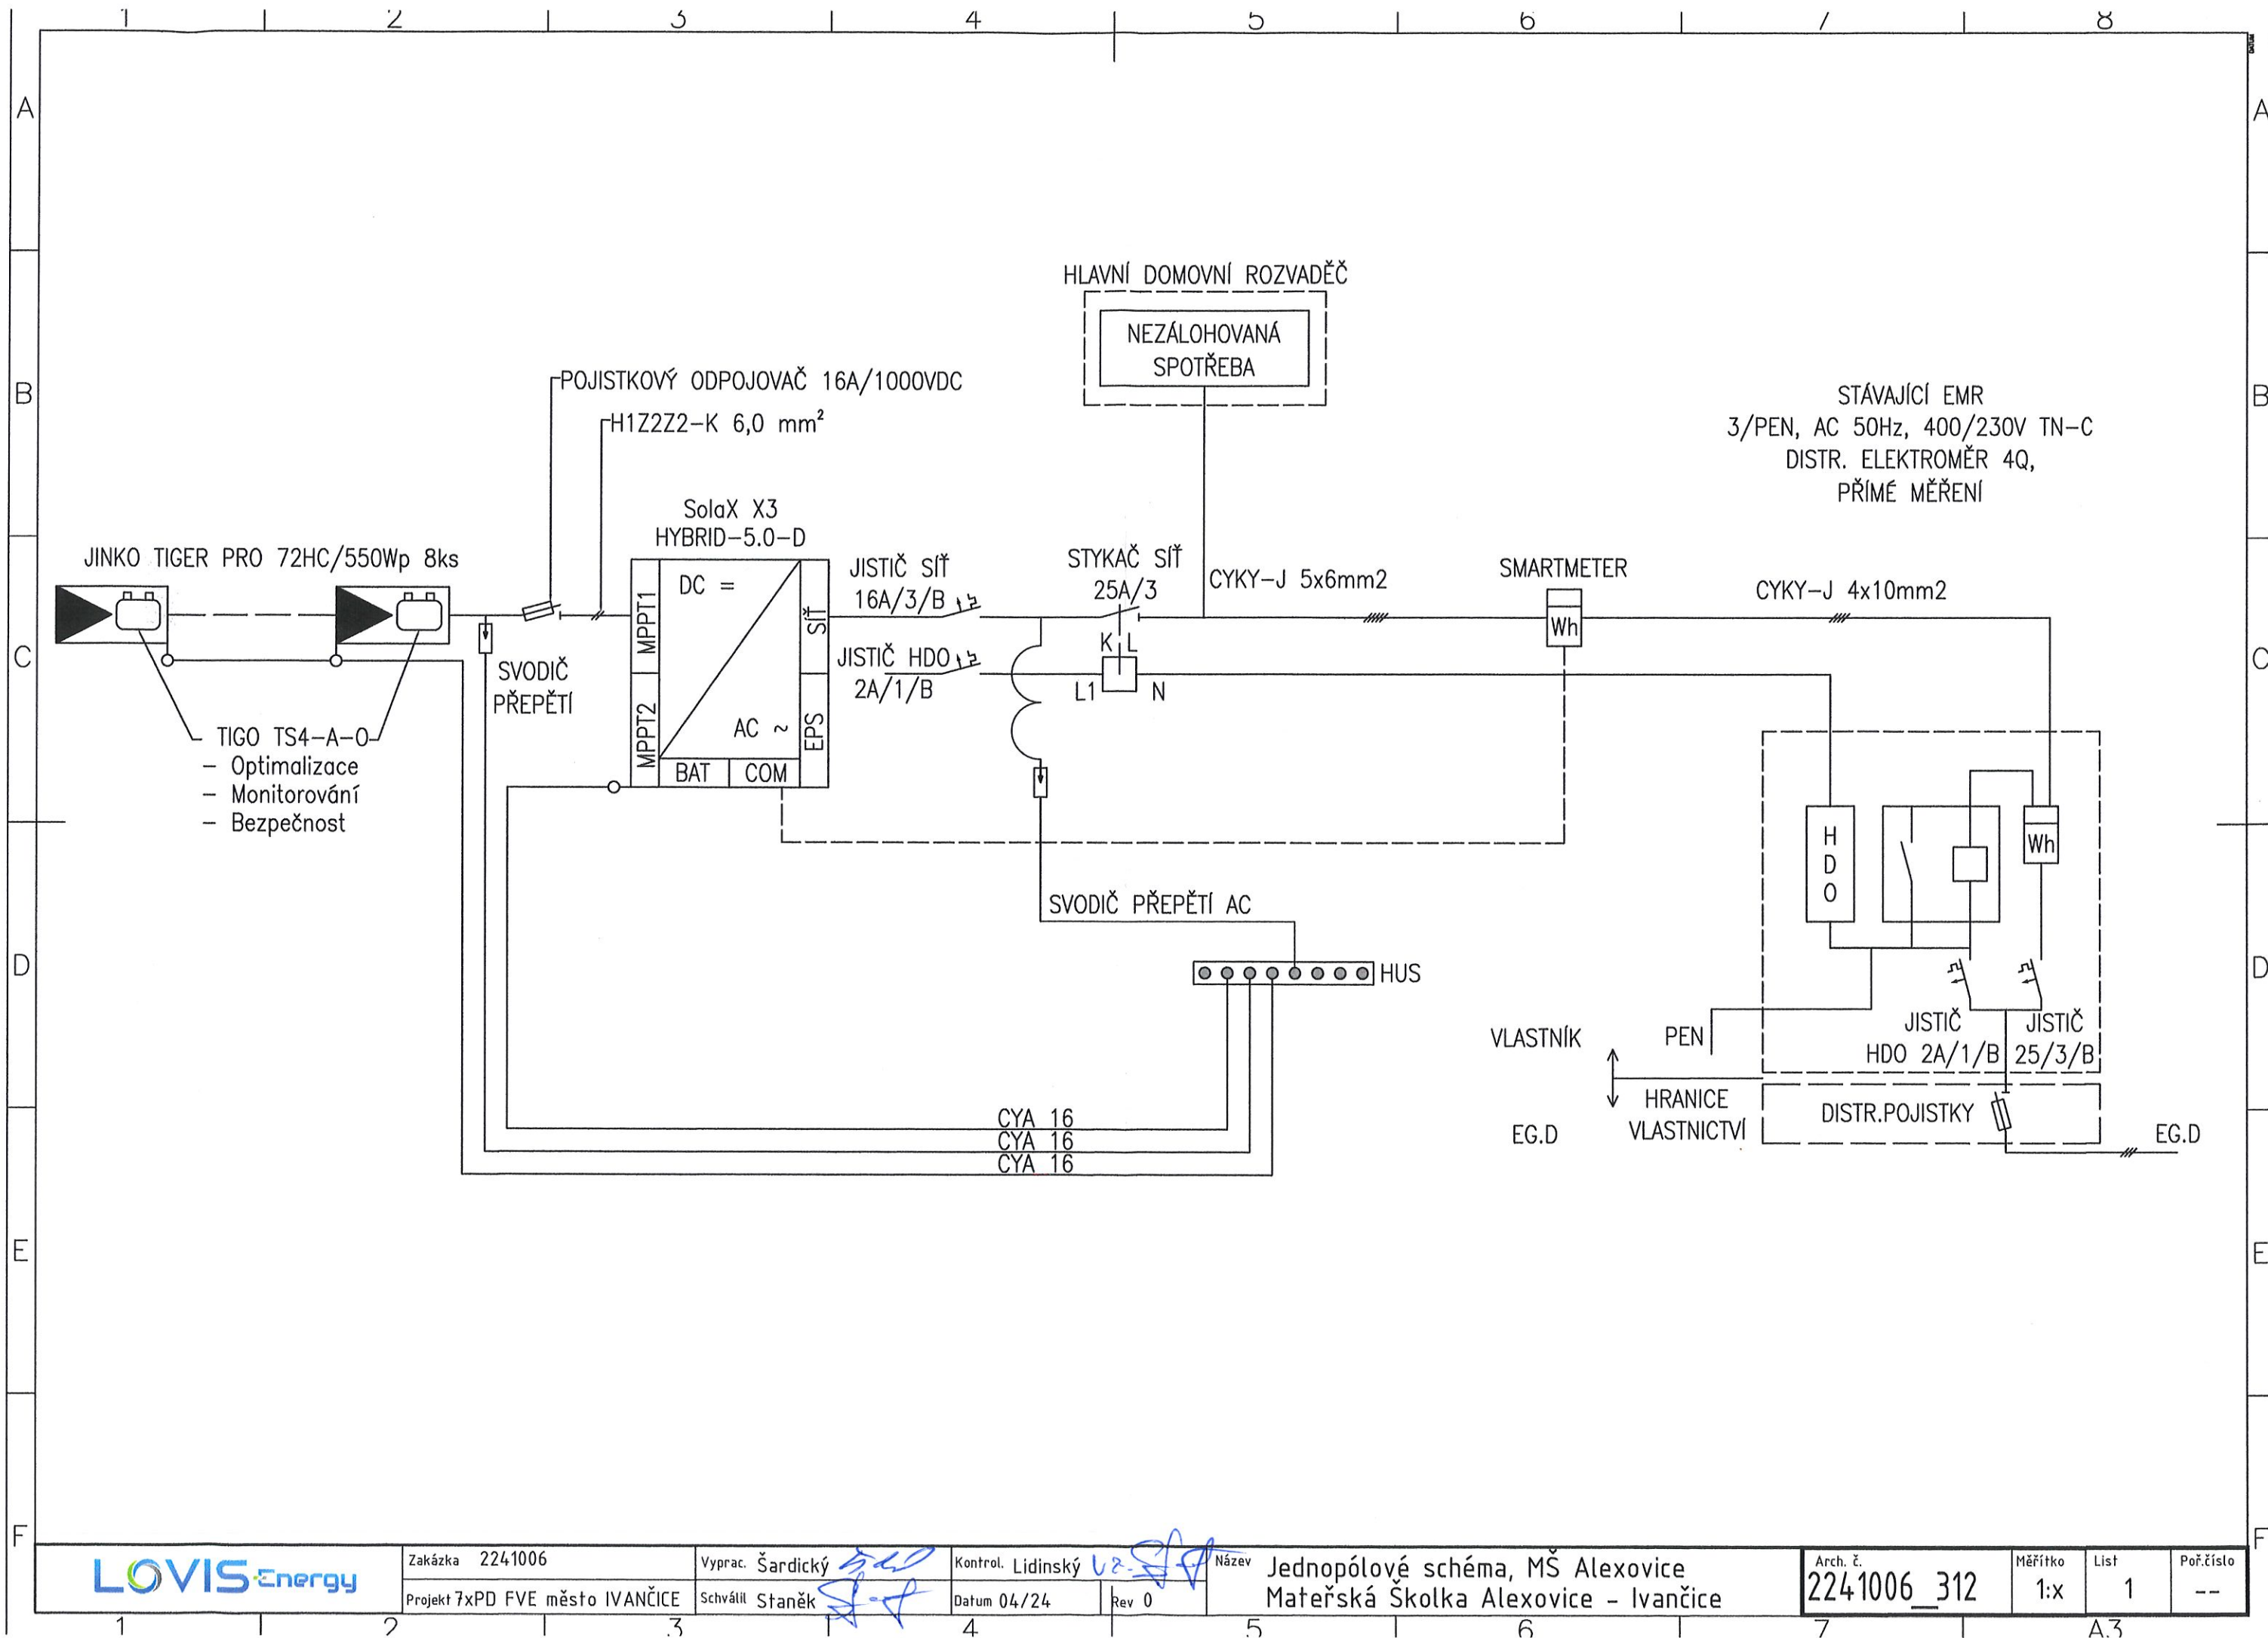 1 2 3 4 5 6 7 8
DATUM
A A
B B
C C
D D
E E
F F
HLAVNÍ DOMOVNÍ ROZVADĚČ
NEZÁLOHOVANÁ
SPOTŘEBA
POJISTKOVÝ ODPOJOVAČ 16A/1000VDC
H1Z2Z2-K 6,0 mm²
STÁVAJÍCÍ EMR
3/PEN, AC 50Hz, 400/230V TN-C
DISTR. ELEKTROMĚR 4Q,
PŘÍMÉ MĚŘENÍ
SolaX X3
HYBRID-5.0-D
JINKO TIGER PRO 72HC/550Wp 8ks
DC =
AC ~
MPPT1
MPPT2
BAT
COM
SÍŤ
EPS
JISTIČ SÍŤ
16A/3/B
JISTIČ HDO
2A/1/B
STYKAČ SÍŤ
25A/3
K L
L1 N
CYKY-J 5x6mm2
SMARTMETER
Wh
CYKY-J 4x10mm2
SVODIČ
PŘEPĚTÍ
TIGO TS4-A-O
- Optimalizace
- Monitorování
- Bezpečnost
H
D
O
Wh
SVODIČ PŘEPĚTÍ AC
HUS
VLASTNÍK
PEN
JISTIČ
HDO 2A/1/B
JISTIČ
25/3/B
HRANICE
VLASTNICTVÍ
DISTR.POJISTKY
EG.D
EG.D
CYA 16
CYA 16
CYA 16
LOVIS Energy
Zakázka 2241006
Projekt 7xPD FVE město IVANČICE
Vyprac. Šardický
Schválil Staněk
Kontrol. Lidinský
Datum 04/24
Rev 0
Název Jednopólové schéma, MŠ Alexovice
Mateřská Školka Alexovice - Ivančice
Arch. č.
2241006_312
Měřítko
1:x
List
1
Poř.číslo
--
1 2 3 4 5 6 7 A3